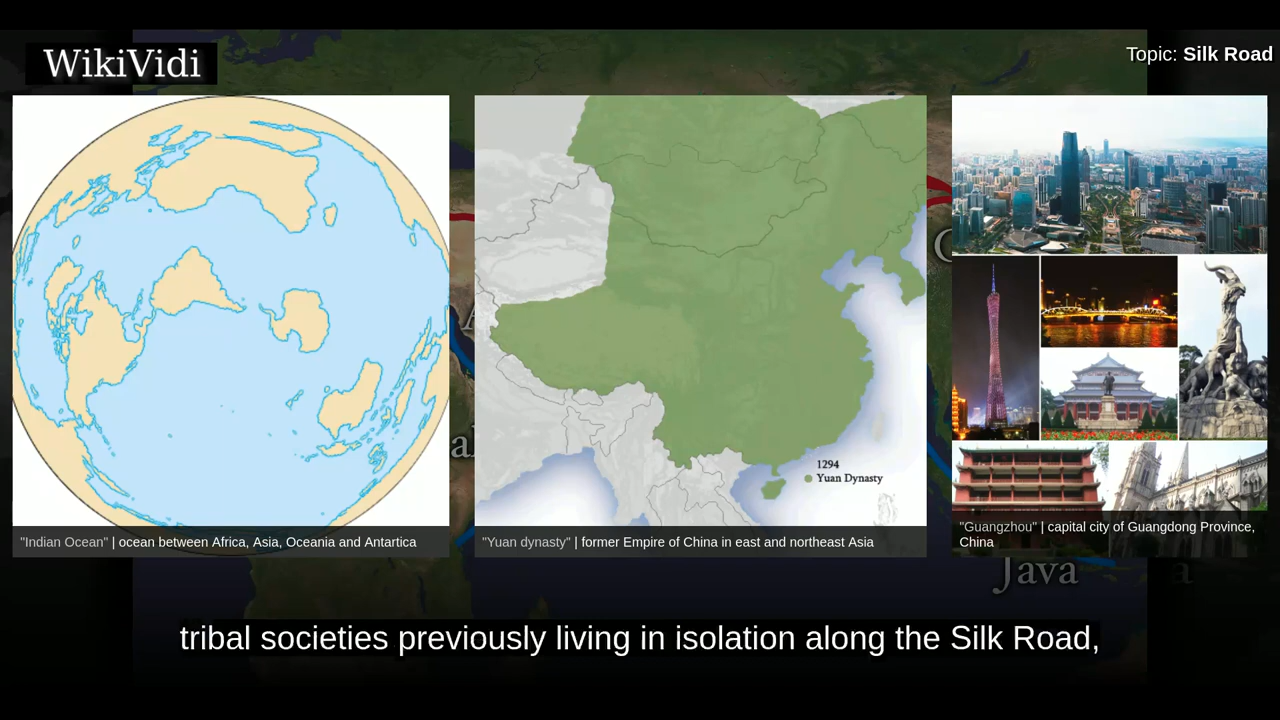 WikiVidi
Topic: Silk Road
1294
Yuan Dynasty
"Indian Ocean" | ocean between Africa, Asia, Oceania and Antartica
"Yuan dynasty" | former Empire of China in east and northeast Asia
"Guangzhou" | capital city of Guangdong Province,
China
Java
tribal societies previously living in isolation along the Silk Road,